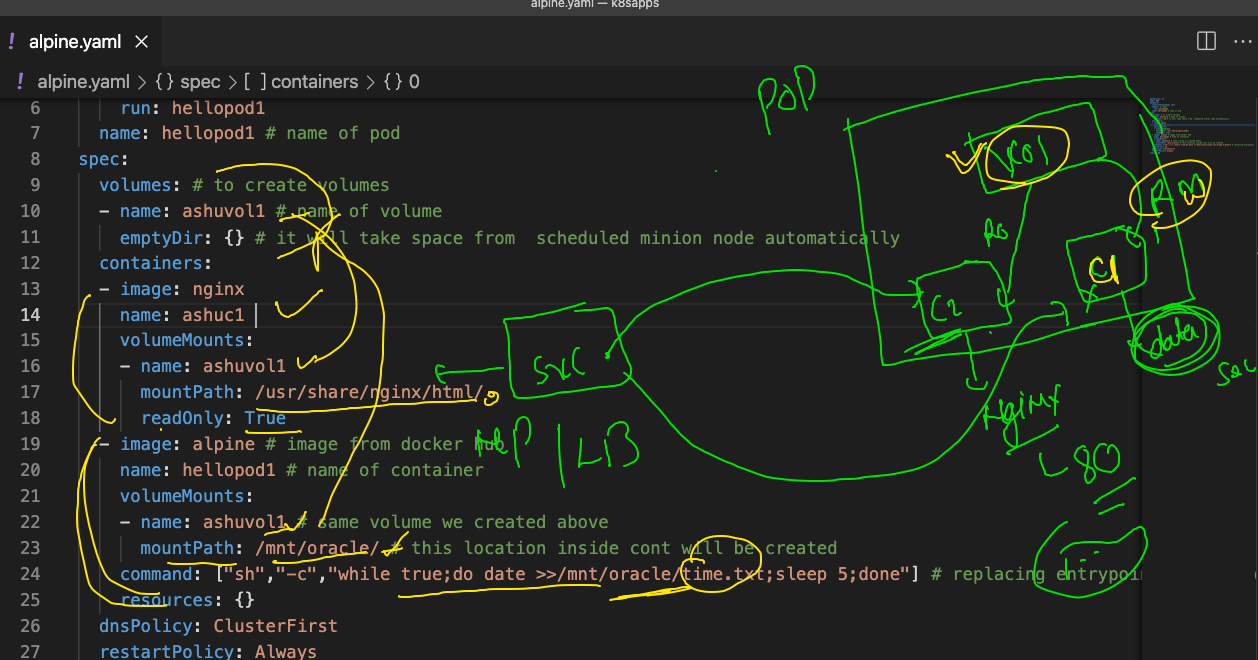 alpine.yaml — k8sapps
! alpine.yaml ×
! alpine.yaml > {} spec > [ ] containers > {} 0
6 run: hellopod1
7 name: hellopod1 # name of pod
8 spec:
9 volumes: # to create volumes
10 - name: ashuvol1 # name of volume
11 emptyDir: {} # it will take space from  scheduled minion node automatically
12 containers:
13 - image: nginx
14 name: ashuc1
15 volumeMounts:
16 - name: ashuvol1
17 mountPath: /usr/share/nginx/html/
18 readOnly: True
19 - image: alpine # image from docker hub
20 name: hellopod1 # name of container
21 volumeMounts:
22 - name: ashuvol1 # same volume we created above
23 mountPath: /mnt/oracle/ # this location inside cont will be created
24 command: ["sh","-c","while true;do date >>/mnt/oracle/time.txt;sleep 5;done"] # replacing entrypoi
25 resources: {}
26 dnsPolicy: ClusterFirst
27 restartPolicy: Always
POD
Ro
C1
C2
data
SVC
Nginx
/ LB
80